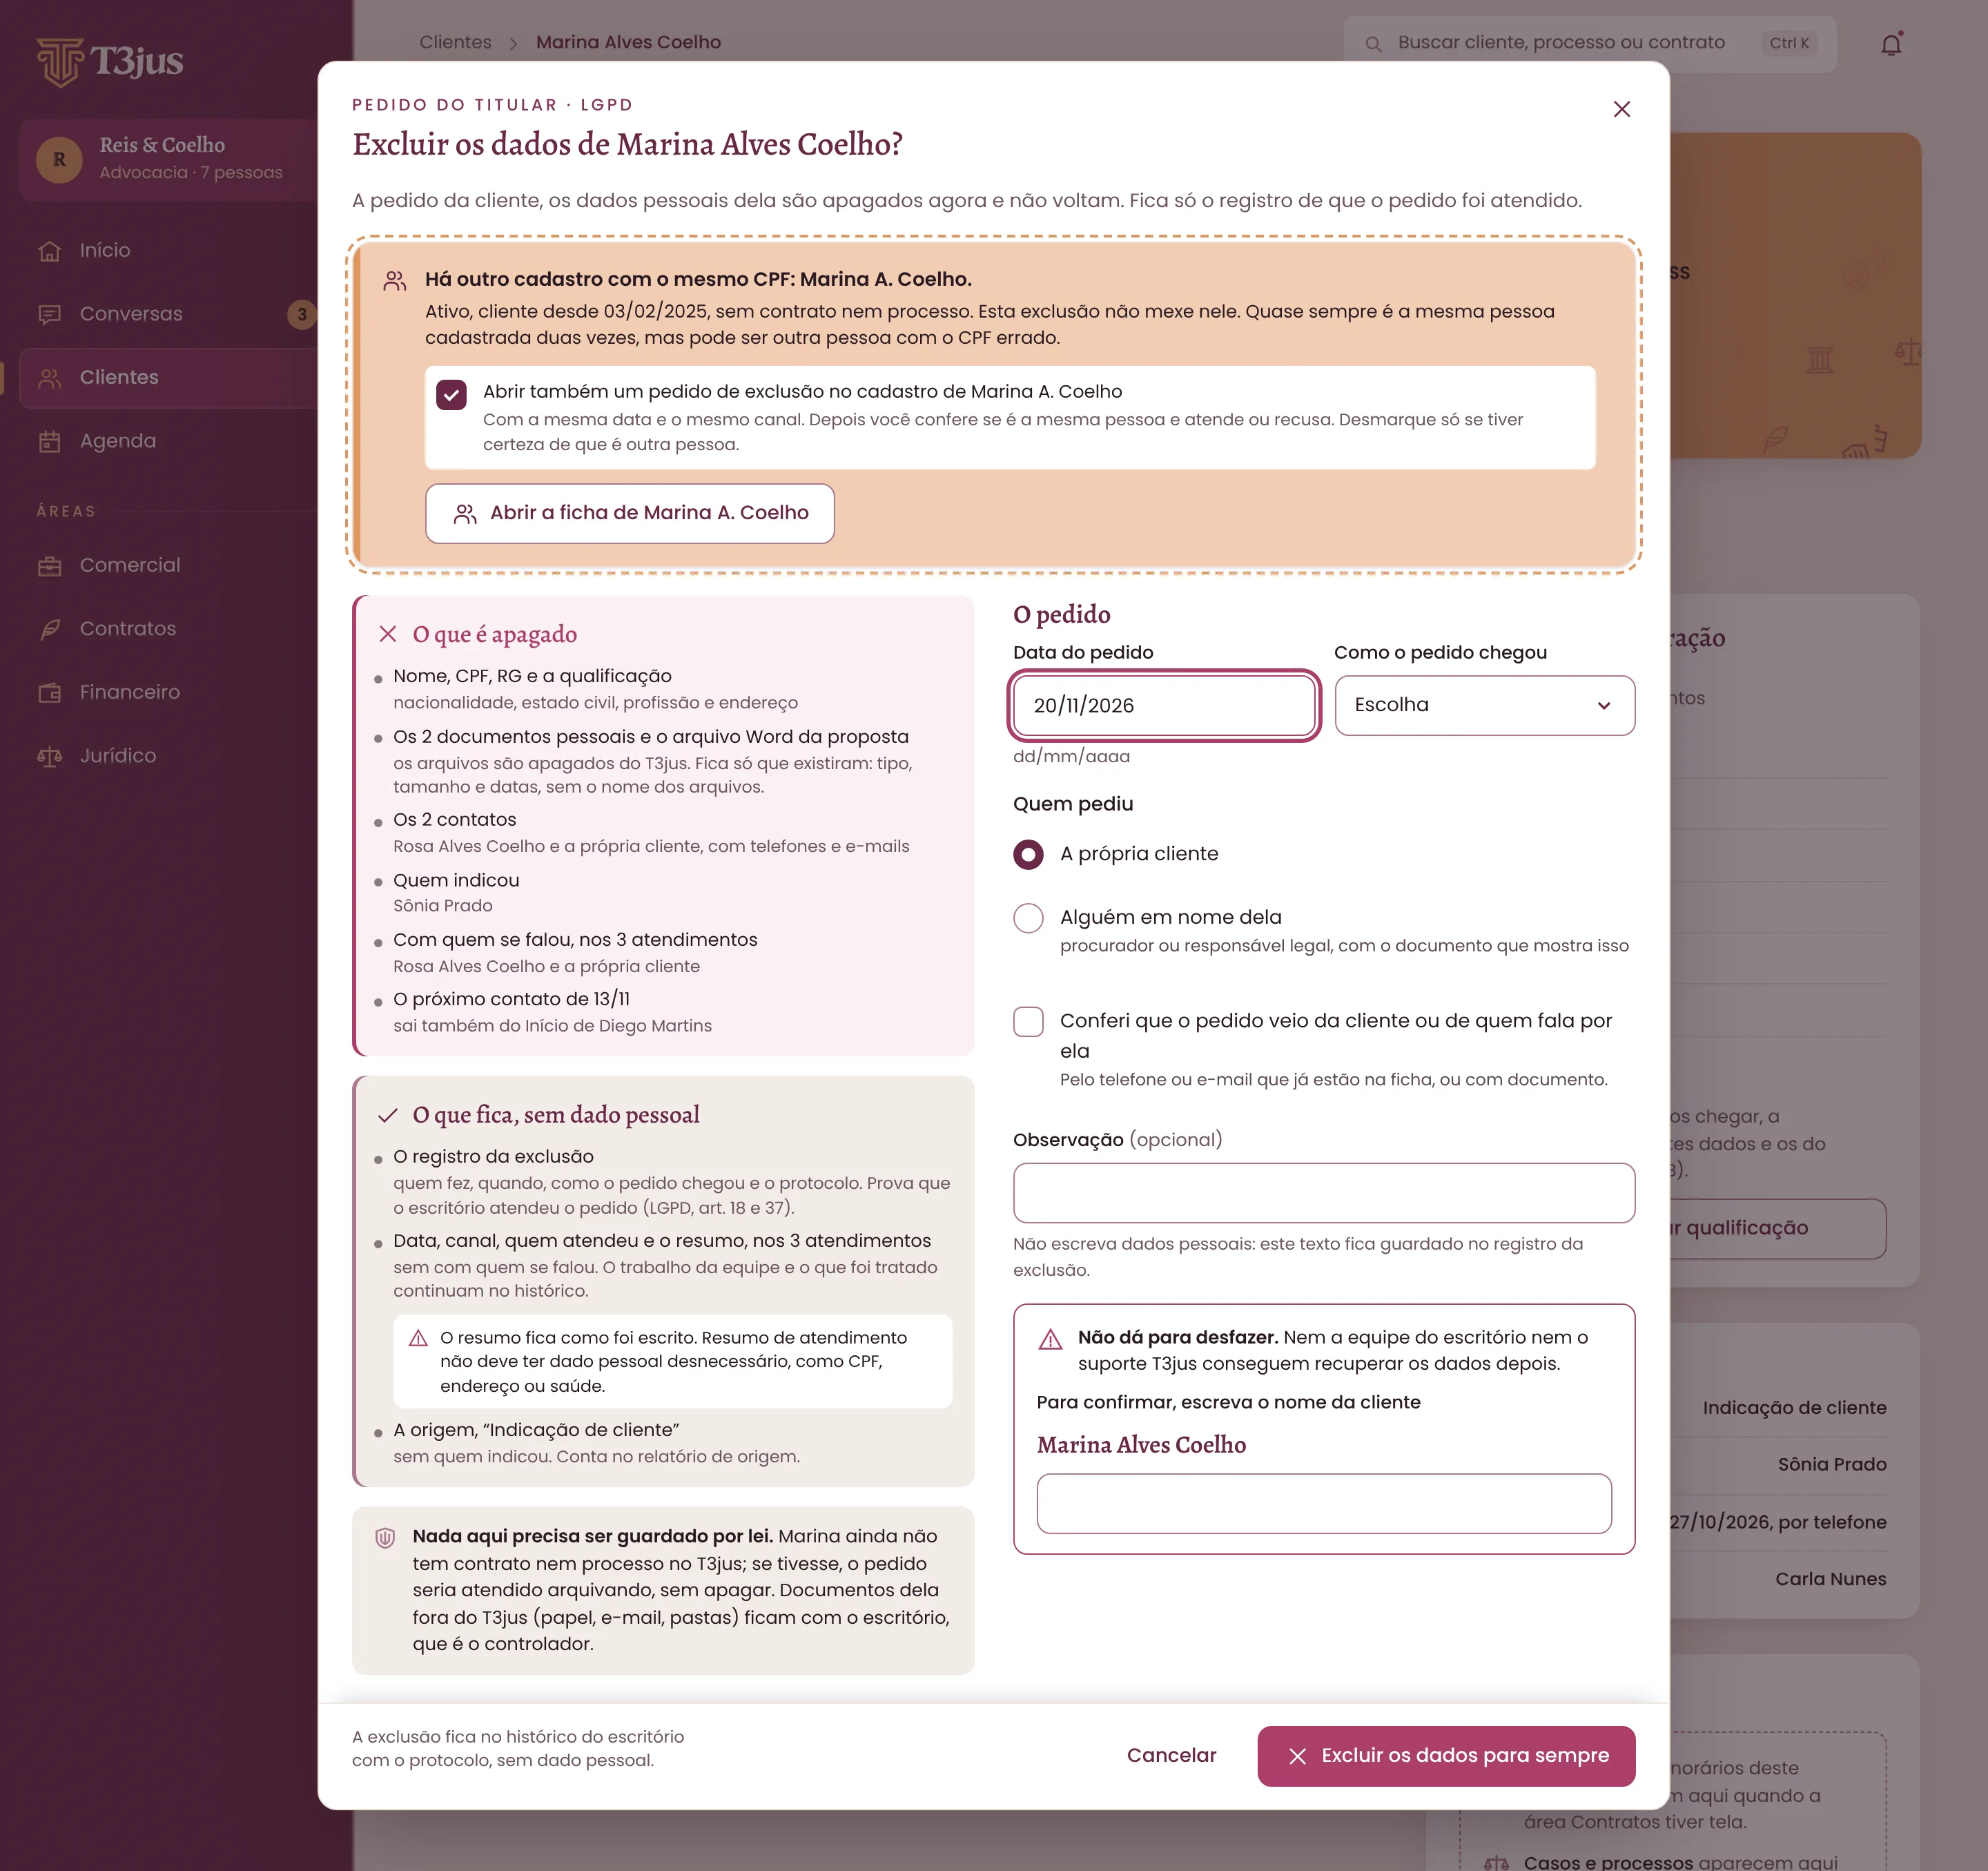 T3jus
Clientes > Marina Alves Coelho
Buscar cliente, processo ou contrato
Ctrl K
R
Reis & Coelho
Advocacia · 7 pessoas
Início
Conversas
3
Clientes
Agenda
ÁREAS
Comercial
Contratos
Financeiro
Jurídico
PEDIDO DO TITULAR · LGPD
Excluir os dados de Marina Alves Coelho?
A pedido da cliente, os dados pessoais dela são apagados agora e não voltam. Fica só o registro de que o pedido foi atendido.
Há outro cadastro com o mesmo CPF: Marina A. Coelho.
Ativo, cliente desde 03/02/2025, sem contrato nem processo. Esta exclusão não mexe nele. Quase sempre é a mesma pessoa
cadastrada duas vezes, mas pode ser outra pessoa com o CPF errado.
Abrir também um pedido de exclusão no cadastro de Marina A. Coelho
Com a mesma data e o mesmo canal. Depois você confere se é a mesma pessoa e atende ou recusa. Desmarque só se tiver
certeza de que é outra pessoa.
Abrir a ficha de Marina A. Coelho
O que é apagado
Nome, CPF, RG e a qualificação
nacionalidade, estado civil, profissão e endereço
Os 2 documentos pessoais e o arquivo Word da proposta
os arquivos são apagados do T3jus. Fica só que existiram: tipo,
tamanho e datas, sem o nome dos arquivos.
Os 2 contatos
Rosa Alves Coelho e a própria cliente, com telefones e e-mails
Quem indicou
Sônia Prado
Com quem se falou, nos 3 atendimentos
Rosa Alves Coelho e a própria cliente
O próximo contato de 13/11
sai também do Início de Diego Martins
O que fica, sem dado pessoal
O registro da exclusão
quem fez, quando, como o pedido chegou e o protocolo. Prova que
o escritório atendeu o pedido (LGPD, art. 18 e 37).
Data, canal, quem atendeu e o resumo, nos 3 atendimentos
sem com quem se falou. O trabalho da equipe e o que foi tratado
continuam no histórico.
O resumo fica como foi escrito. Resumo de atendimento
não deve ter dado pessoal desnecessário, como CPF,
endereço ou saúde.
A origem, “Indicação de cliente”
sem quem indicou. Conta no relatório de origem.
Nada aqui precisa ser guardado por lei. Marina ainda não
tem contrato nem processo no T3jus; se tivesse, o pedido
seria atendido arquivando, sem apagar. Documentos dela
fora do T3jus (papel, e-mail, pastas) ficam com o escritório,
que é o controlador.
O pedido
Data do pedido
20/11/2026
dd/mm/aaaa
Como o pedido chegou
Escolha
Quem pediu
A própria cliente
Alguém em nome dela
procurador ou responsável legal, com o documento que mostra isso
Conferi que o pedido veio da cliente ou de quem fala por
ela
Pelo telefone ou e-mail que já estão na ficha, ou com documento.
Observação (opcional)
Não escreva dados pessoais: este texto fica guardado no registro da
exclusão.
Não dá para desfazer. Nem a equipe do escritório nem o
suporte T3jus conseguem recuperar os dados depois.
Para confirmar, escreva o nome da cliente
Marina Alves Coelho
A exclusão fica no histórico do escritório
com o protocolo, sem dado pessoal.
Cancelar
Excluir os dados para sempre
ss
ração
ntos
os chegar, a
tes dados e os do
3).
r qualificação
Indicação de cliente
Sônia Prado
27/10/2026, por telefone
Carla Nunes
norários deste
m aqui quando a
área Contratos tiver tela.
Casos e processos aparecem aqui